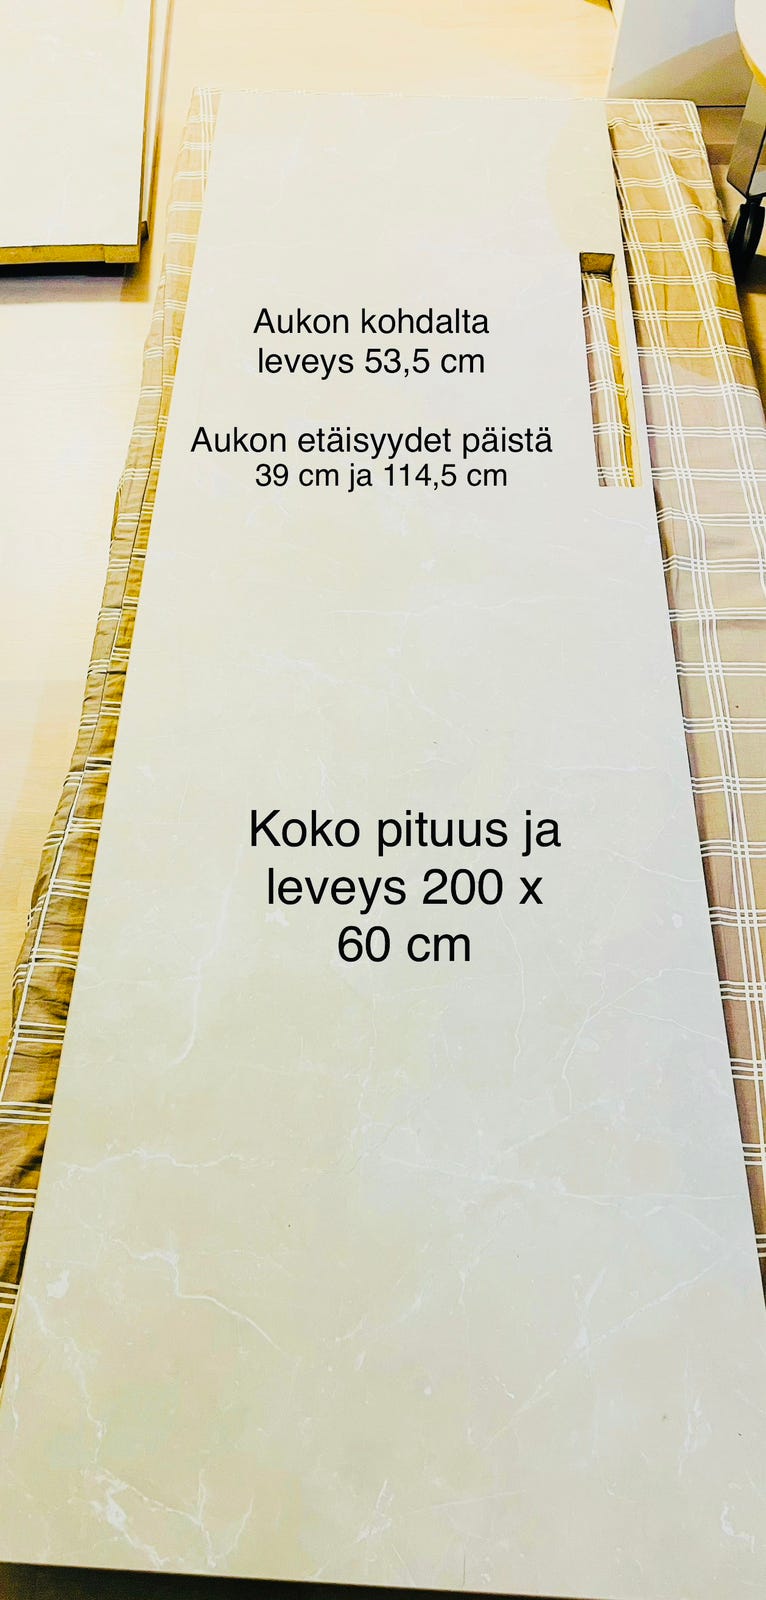 Aukon kohdalta
leveys 53,5 cm
Aukon etäisyydet päistä
39 cm ja 114,5 cm
Koko pituus ja
leveys 200 x
60 cm